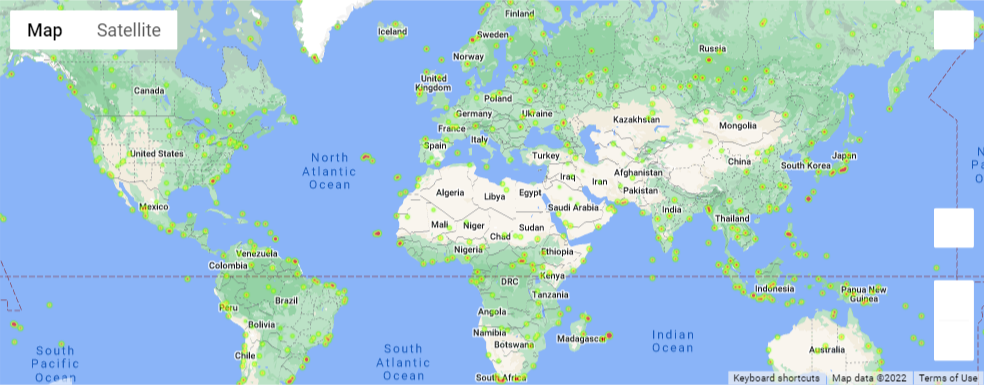 Map
Satellite
Finland
Iceland
Sweden
Russia
Norway
United
Kingdom
Canada
Poland
Germany
Ukraine
Kazakhstan
Mongolia
France
Italy
Spain
United States
North
Atlantic
Ocean
Turkey
China
South Korea
Japan
Afghanistan
Iraq
Iran
Pakistan
Algeria
Libya
Egypt
Saudi Arabia
India
Mexico
Mali
Niger
Chad
Sudan
Thailand
Nigeria
Ethiopia
Venezuela
Colombia
Kenya
DRC
Tanzania
Indonesia
Papua New
Guinea
Brazil
Peru
Angola
Bolivia
Namibia
Botswana
Madagascar
Indian
Ocean
South
Pacific
Ocean
Chile
South
Atlantic
Ocean
Australia
South Africa
Keyboard shortcuts
Map data ©2022
Terms of Use